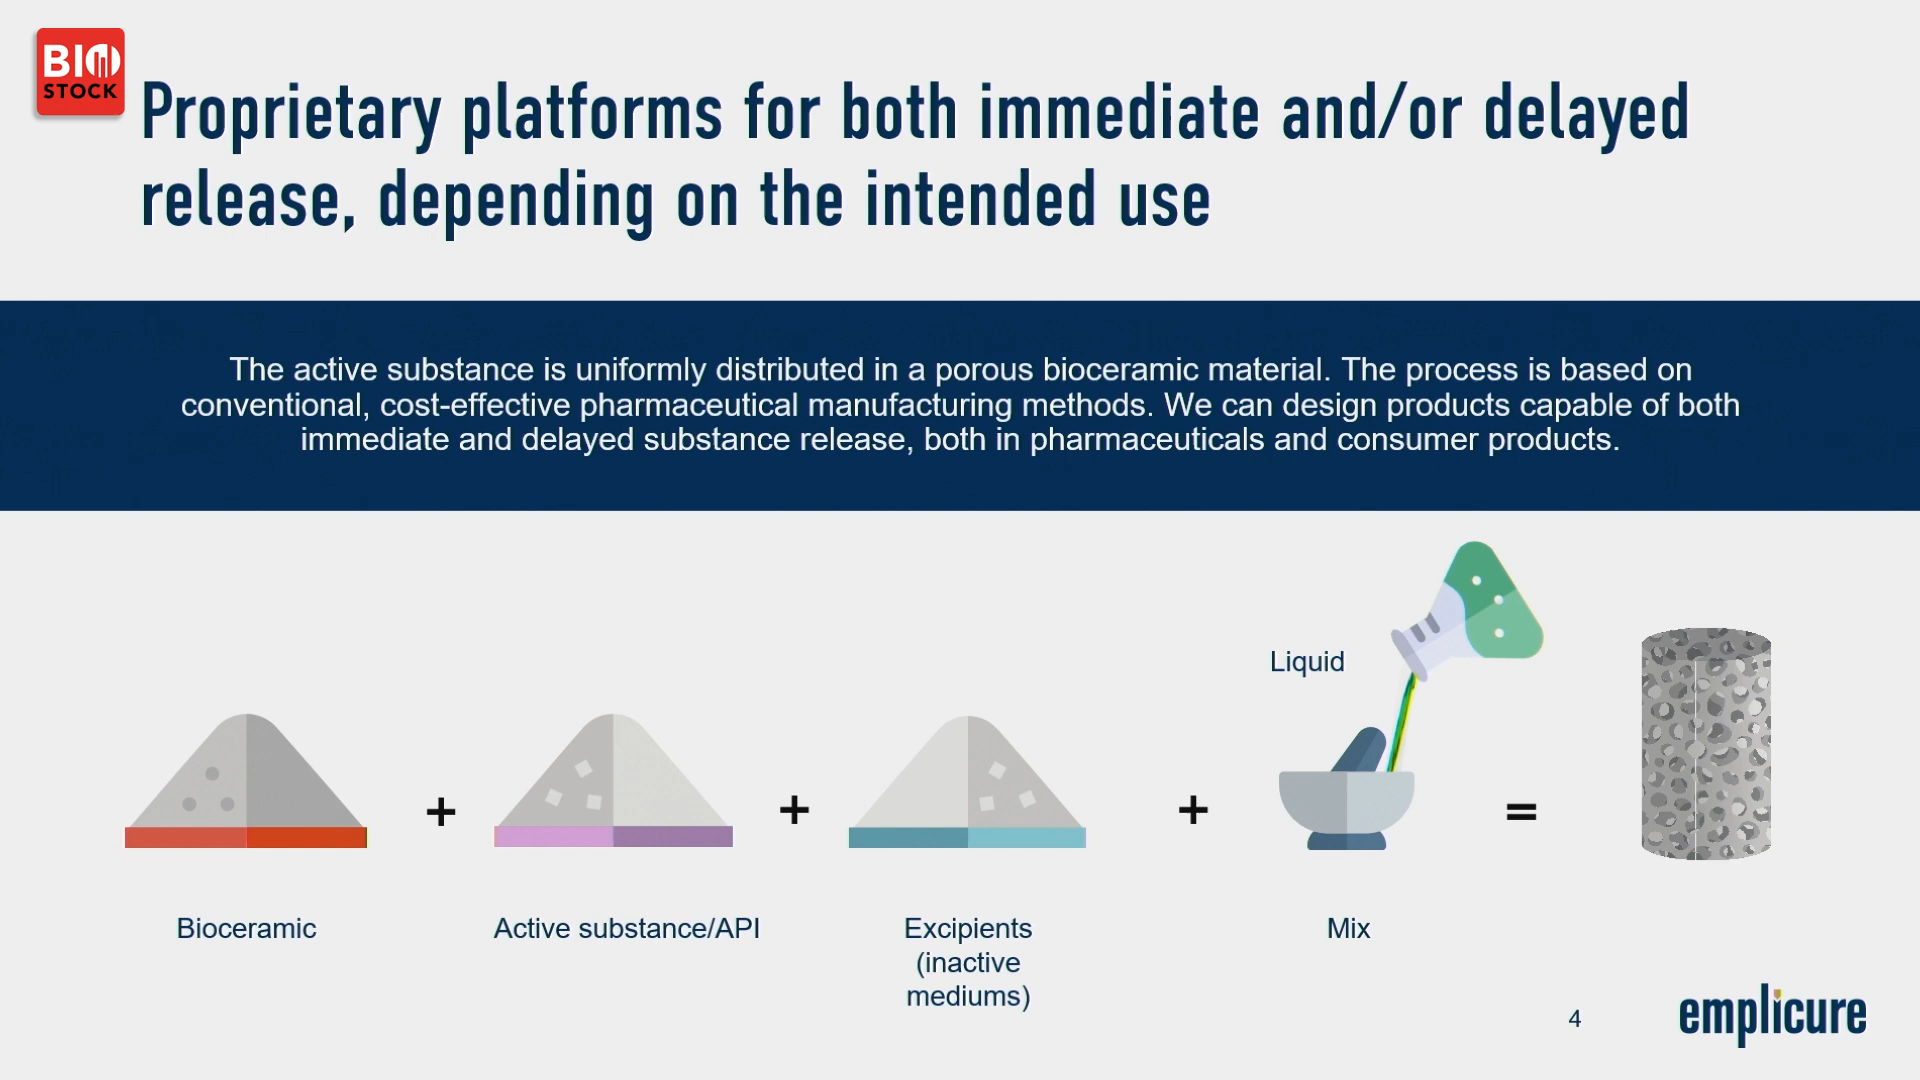 BIO
STOCK
Proprietary platforms for both immediate and/or delayed
release, depending on the intended use
The active substance is uniformly distributed in a porous bioceramic material. The process is based on
conventional, cost-effective pharmaceutical manufacturing methods. We can design products capable of both
immediate and delayed substance release, both in pharmaceuticals and consumer products.
Liquid
+ + + =
Bioceramic
Active substance/API
Excipients
(inactive
mediums)
Mix
4
emplicure